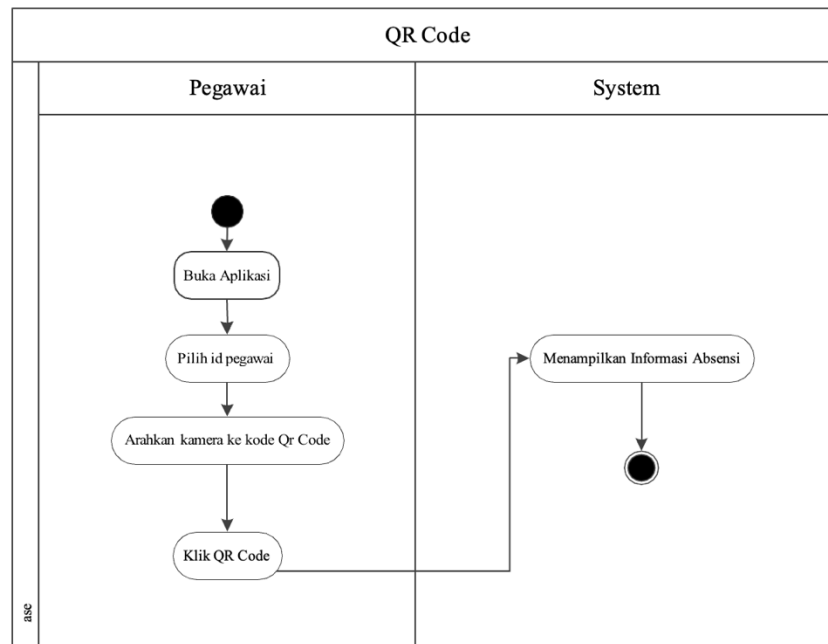 QR Code
Pegawai
System
Buka Aplikasi
Pilih id pegawai
Menampilkan Informasi Absensi
Arahkan kamera ke kode Qr Code
Klik QR Code
ase